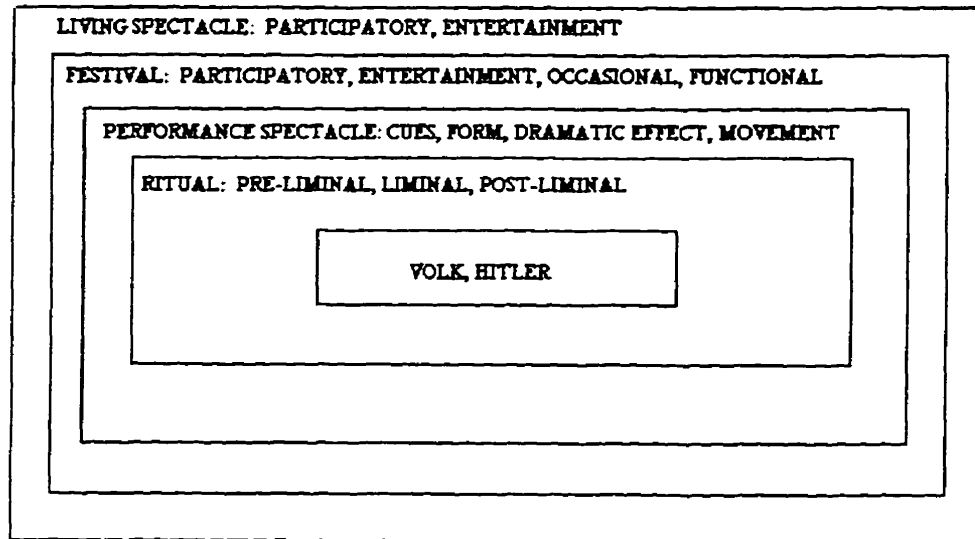 LIVING SPECTACLE: PARTICIPATORY, ENTERTAINMENT
FESTIVAL: PARTICIPATORY, ENTERTAINMENT, OCCASIONAL, FUNCTIONAL
PERFORMANCE SPECTACLE: CUES, FORM, DRAMATIC EFFECT, MOVEMENT
RITUAL: PRE-LIMINAL, LIMINAL, POST-LIMINAL
VOLK, HITLER